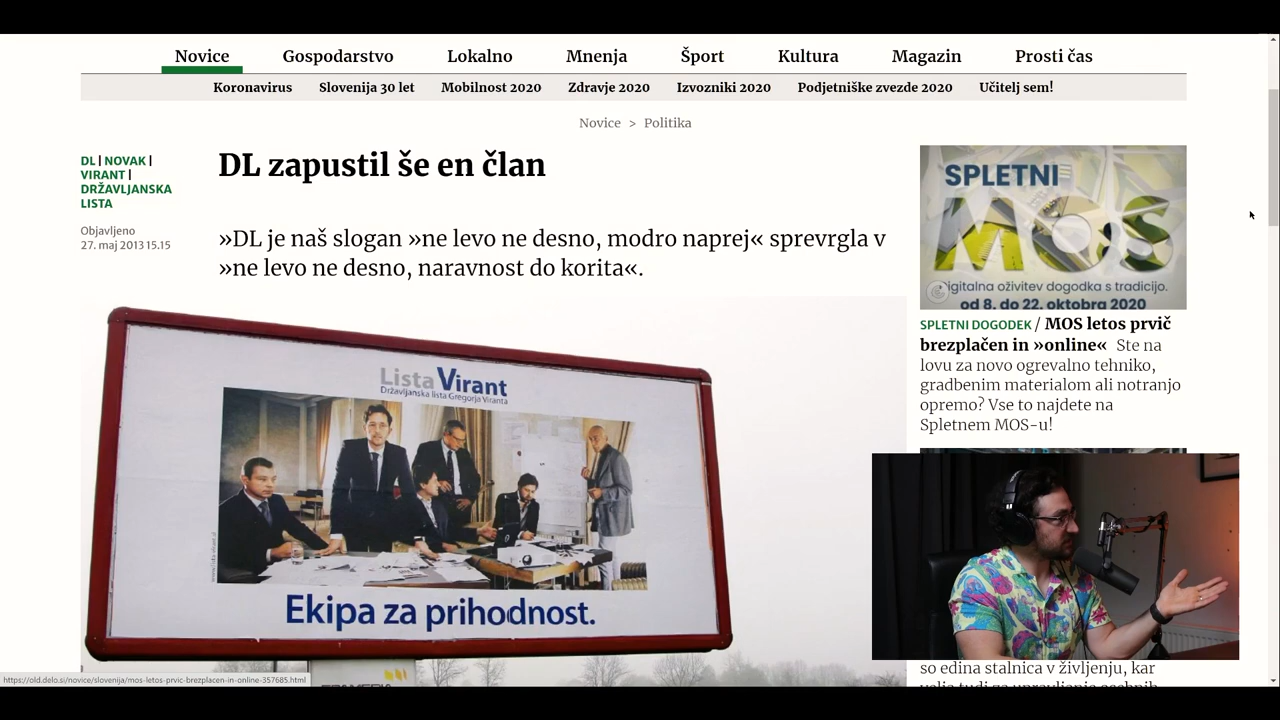 Novice Gospodarstvo Lokalno Mnenja Šport Kultura Magazin Prosti čas
Koronavirus Slovenija 30 let Mobilnost 2020 Zdravje 2020 Izvozniki 2020 Podjetniške zvezde 2020 Učitelj sem!
Novice > Politika
DL | NOVAK |
VIRANT |
DRŽAVLJANSKA
LISTA
Objavljeno
27. maj 2013 15.15
DL zapustil še en član
»DL je naš slogan »ne levo ne desno, modro naprej« sprevrgla v
»ne levo ne desno, naravnost do korita«.
Lista Virant
Državljanska lista Gregorja Viranta
Ekipa za prihodnost.
SPLETNI
MOS
digitalna oživitev dogodka s tradicijo.
od 8. do 22. oktobra 2020
SPLETNI DOGODEK / MOS letos prvič
brezplačen in »online« Ste na
lovu za novo ogrevalno tehniko,
gradbenim materialom ali notranjo
opremo? Vse to najdete na
Spletnem MOS-u!
so edina stalnica v življenju, kar
https://old.delo.si/novice/slovenija/mos-letos-prvic-brezplacen-in-online-357685.html